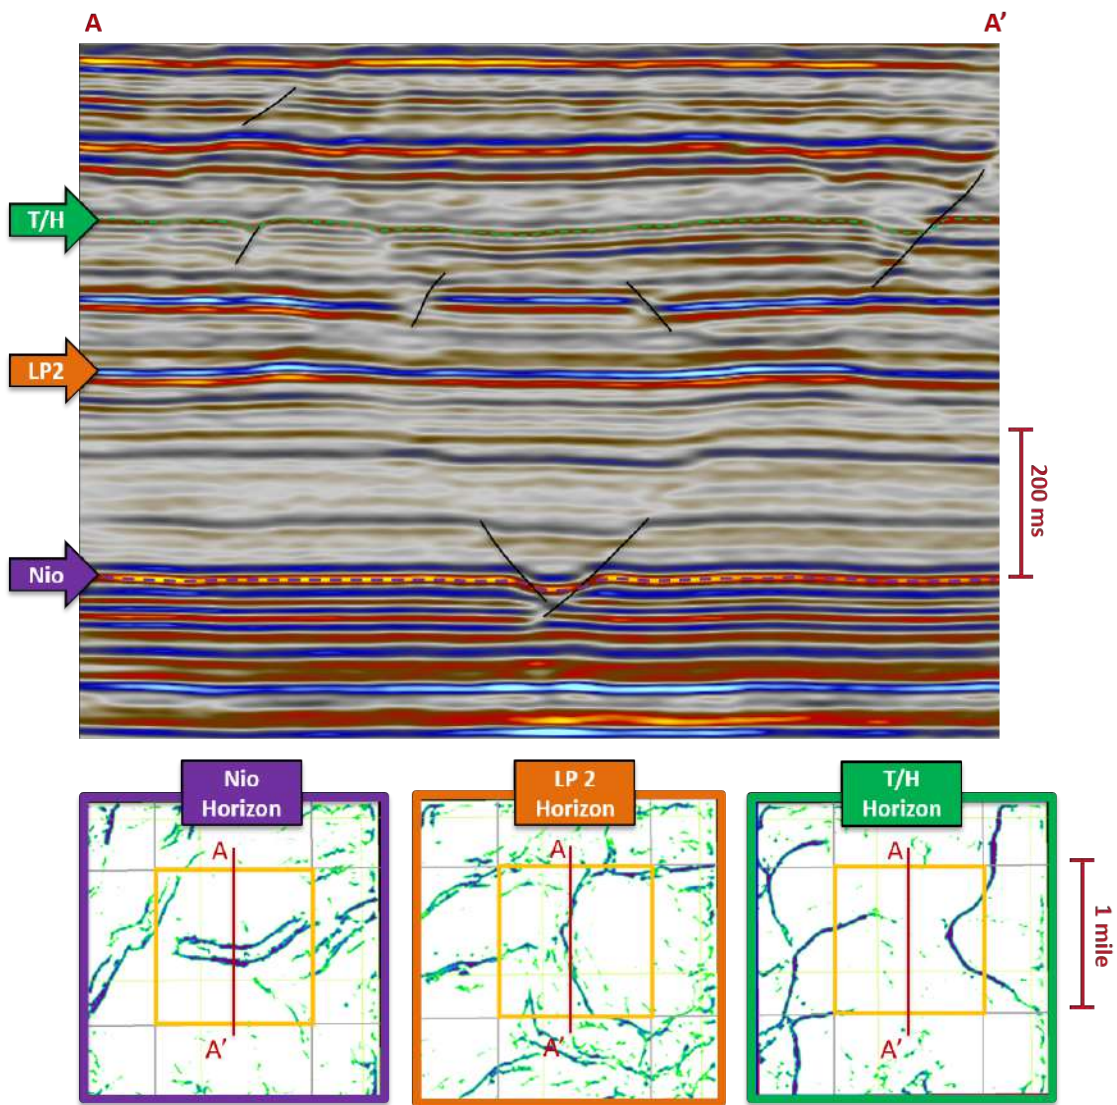 A
A'
T/H
LP2
200 ms
Nio
Nio
Horizon
LP 2
Horizon
T/H
Horizon
A
A
A
1 mile
A'
A'
A'